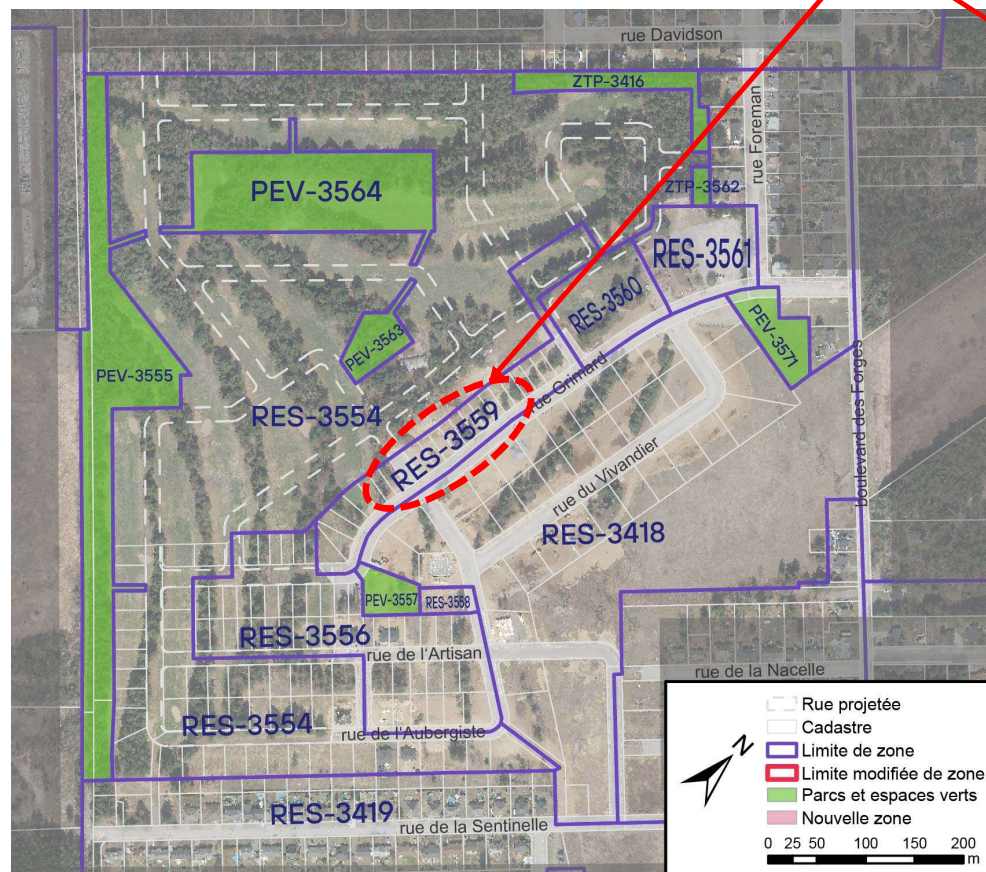 rue Davidson
ZTP-3416
rue Foreman
PEV-3564
ZTP-3562
RES-3561
RES-3560
PEV-3571
PEV-3563
PEV-3555
RES-3554
RES-3559
rue Grimard
rue du Vivandier
boulevard des Forges
RES-3418
PEV-3557
RES-3558
RES-3556
rue de l'Artisan
rue de la Nacelle
RES-3554
rue de l'Aubergiste
RES-3419
rue de la Sentinelle
N
Rue projetée
Cadastre
Limite de zone
Limite modifiée de zone
Parcs et espaces verts
Nouvelle zone
0 25 50 100 150 200
m